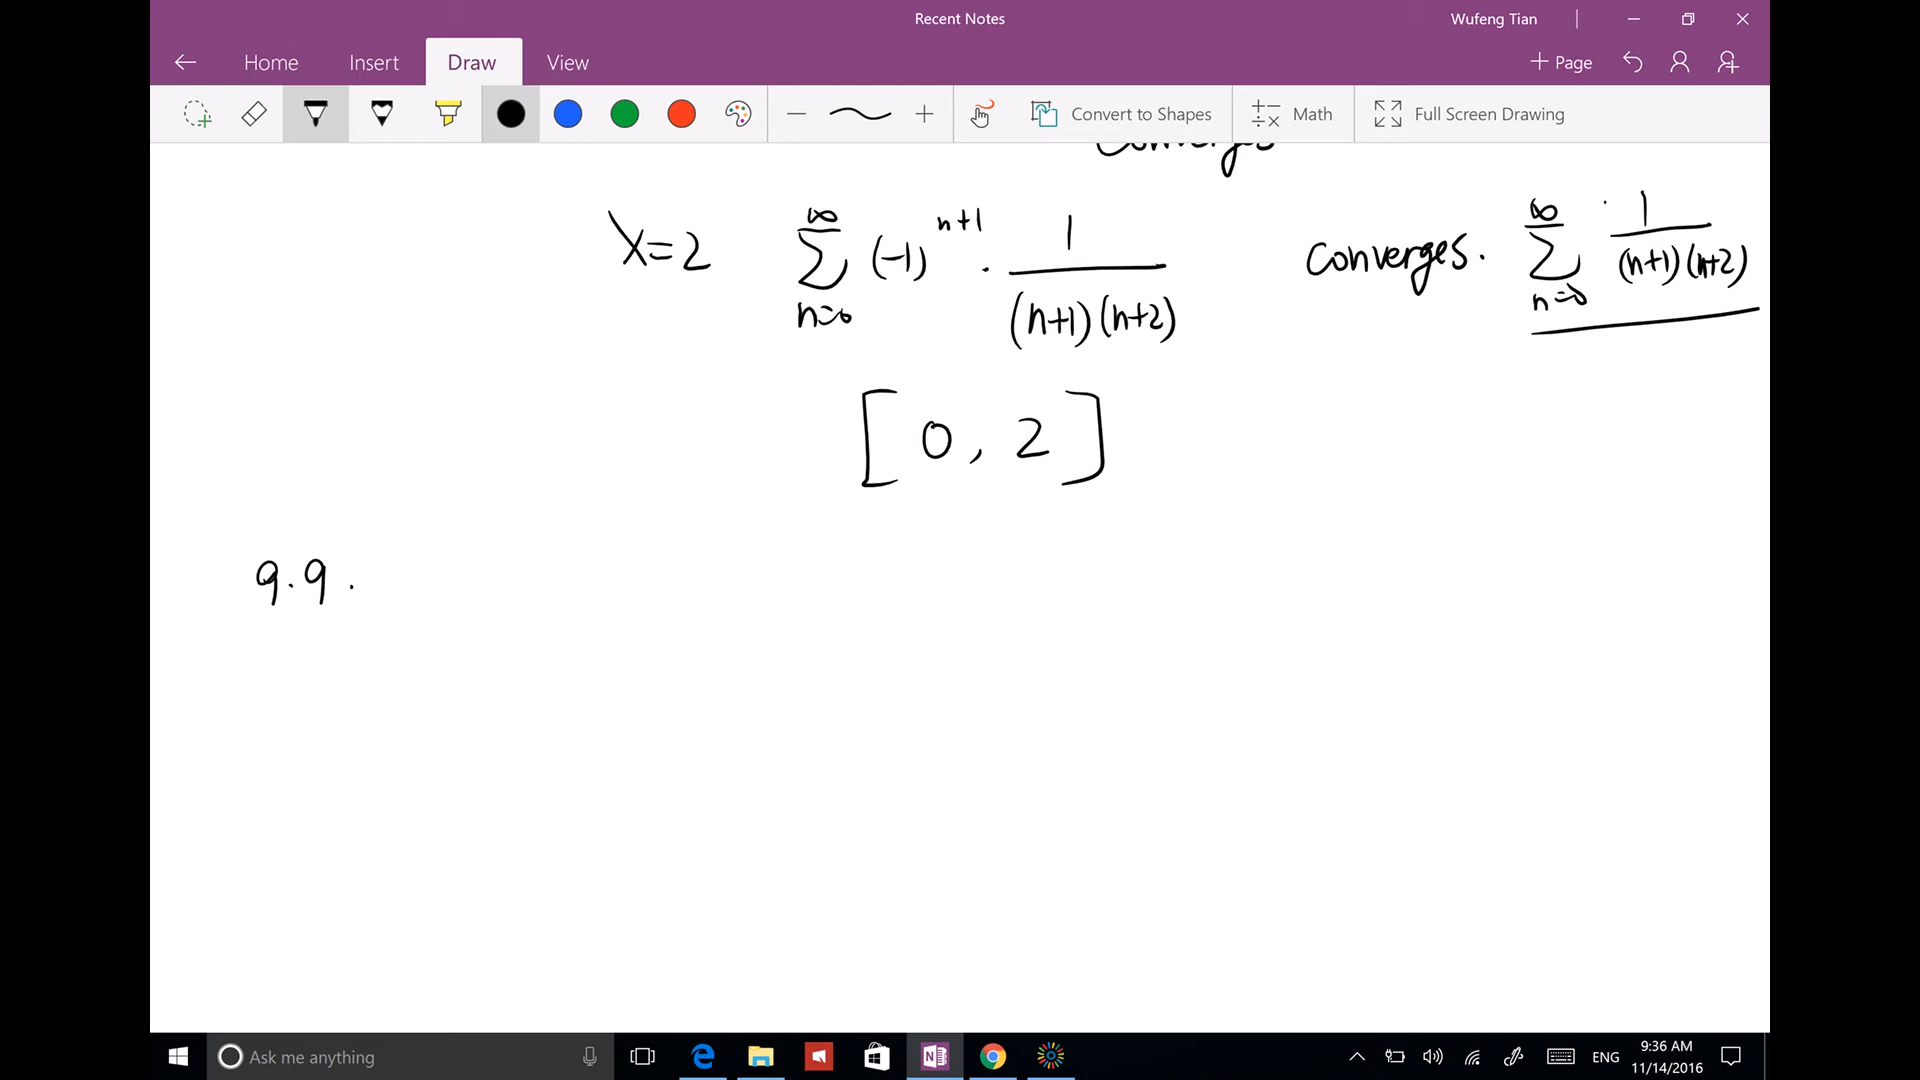 Recent Notes
Wufeng Tian
Home Insert Draw View
Page
Convert to Shapes Math Full Screen Drawing
Converges
x=2 ∞ Σ n=0 (-1)^{n+1} · 1/((n+1)(n+2)) Converges. ∞ Σ n=0 1/((n+1)(n+2))
[ 0, 2 ]
9.9.
Ask me anything
ENG
9:36 AM
11/14/2016